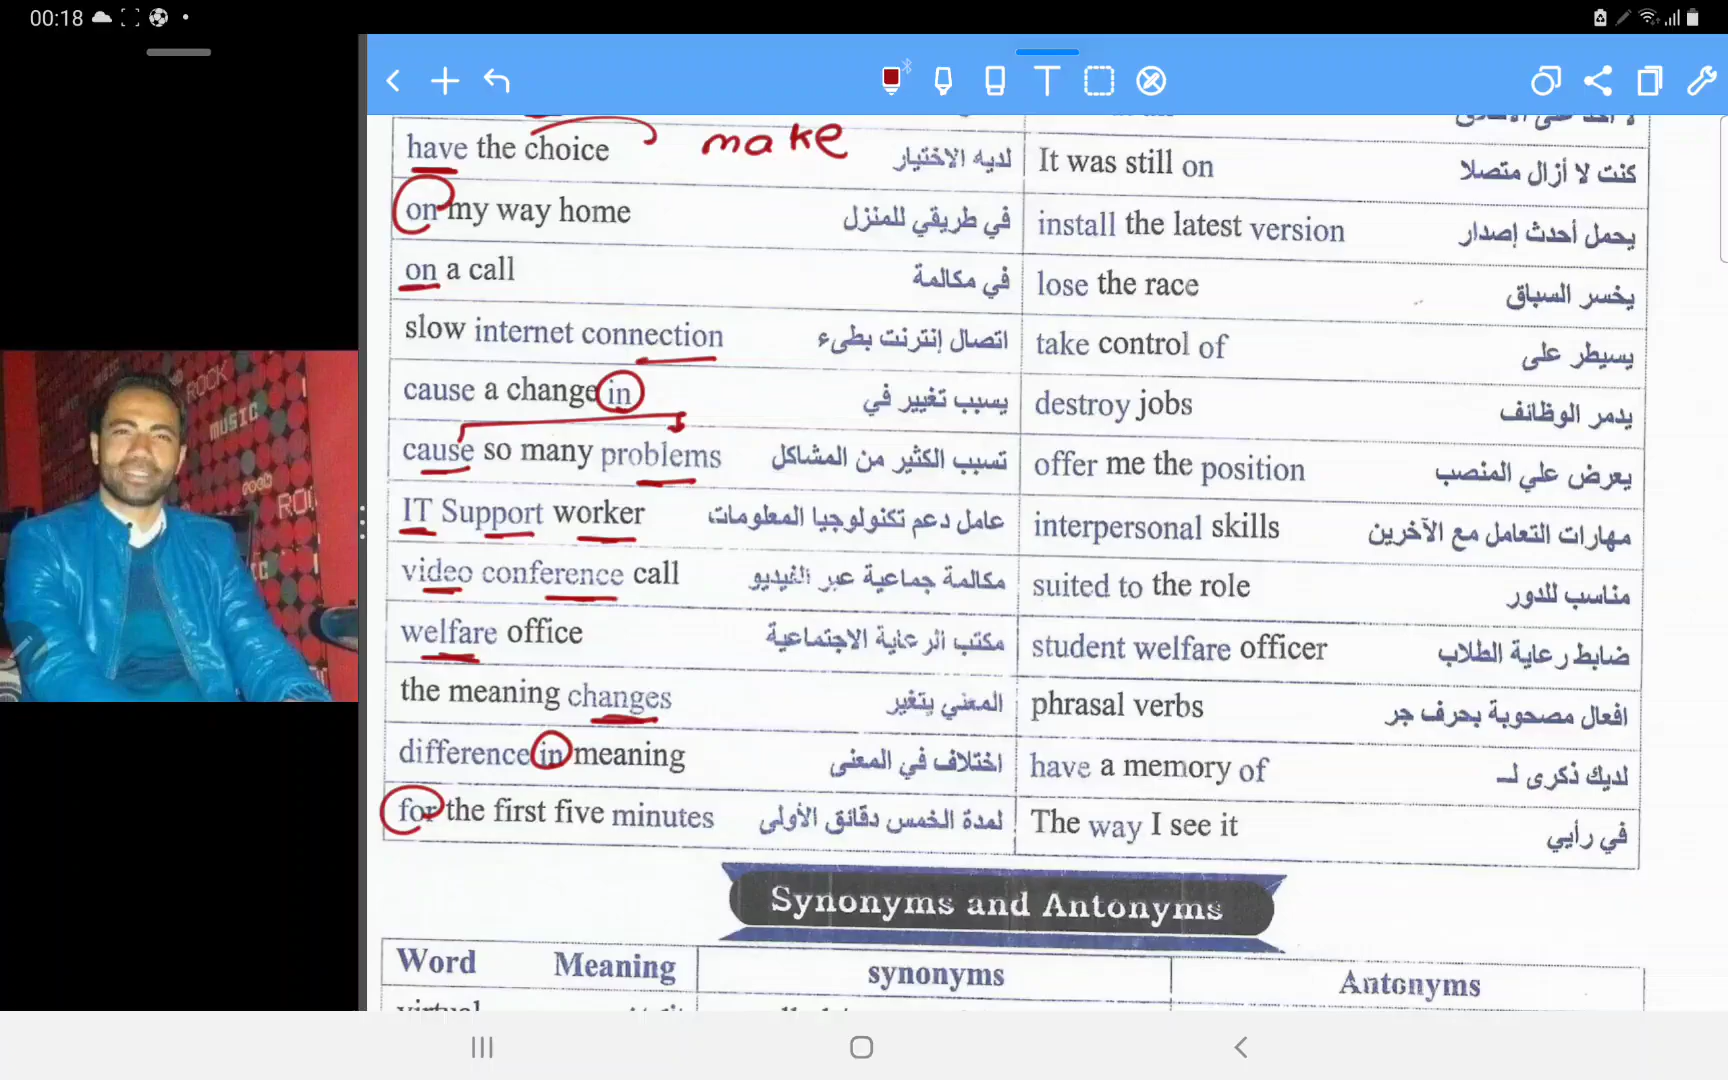 00:18
have the choice make لديه الاختيار It was still on كنت لا أزال متصلا
on my way home في طريقي للمنزل install the latest version يحمل أحدث إصدار
on a call في مكالمة lose the race يخسر السباق
slow internet connection اتصال إنترنت بطىء take control of يسيطر على
cause a change in يسبب تغيير في destroy jobs يدمر الوظائف
cause so many problems تسبب الكثير من المشاكل offer me the position يعرض علي المنصب
IT Support worker عامل دعم تكنولوجيا المعلومات interpersonal skills مهارات التعامل مع الآخرين
video conference call مكالمة جماعية عبر الفيديو suited to the role مناسب للدور
welfare office مكتب الرعاية الاجتماعية student welfare officer ضابط رعاية الطلاب
the meaning changes المعني يتغير phrasal verbs افعال مصحوبة بحرف جر
difference in meaning اختلاف في المعنى have a memory of لديك ذكرى لـ
for the first five minutes لمدة الخمس دقائق الأولى The way I see it في رأيي
Synonyms and Antonyms
Word Meaning synonyms Antonyms
ROCK
MUSIC
ROCK